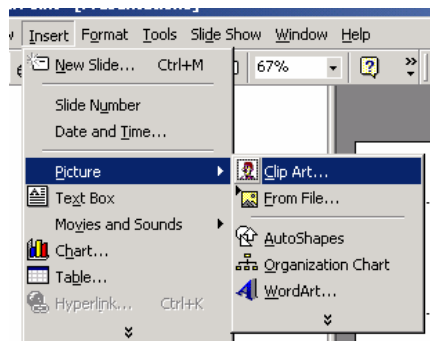 Insert Format Tools Slide Show Window Help
New Slide... Ctrl+M
67%
Slide Number
Date and Time...
Picture
Clip Art...
Text Box
From File...
Movies and Sounds
AutoShapes
Chart...
Organization Chart
Table...
WordArt...
Hyperlink... Ctrl+K